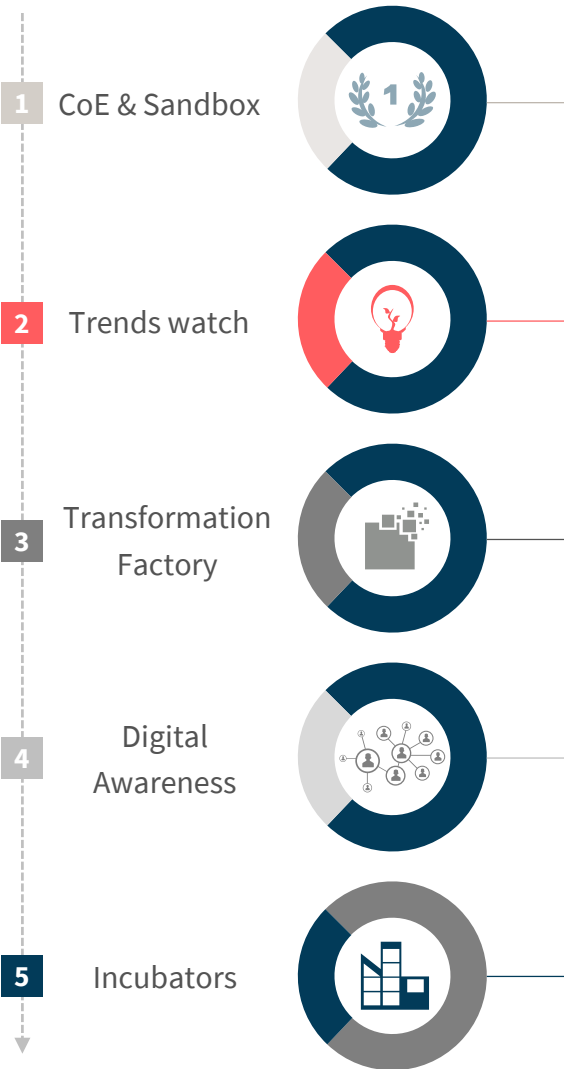 1 CoE & Sandbox
1
2 Trends watch
3 Transformation
Factory
4 Digital
Awareness
5 Incubators